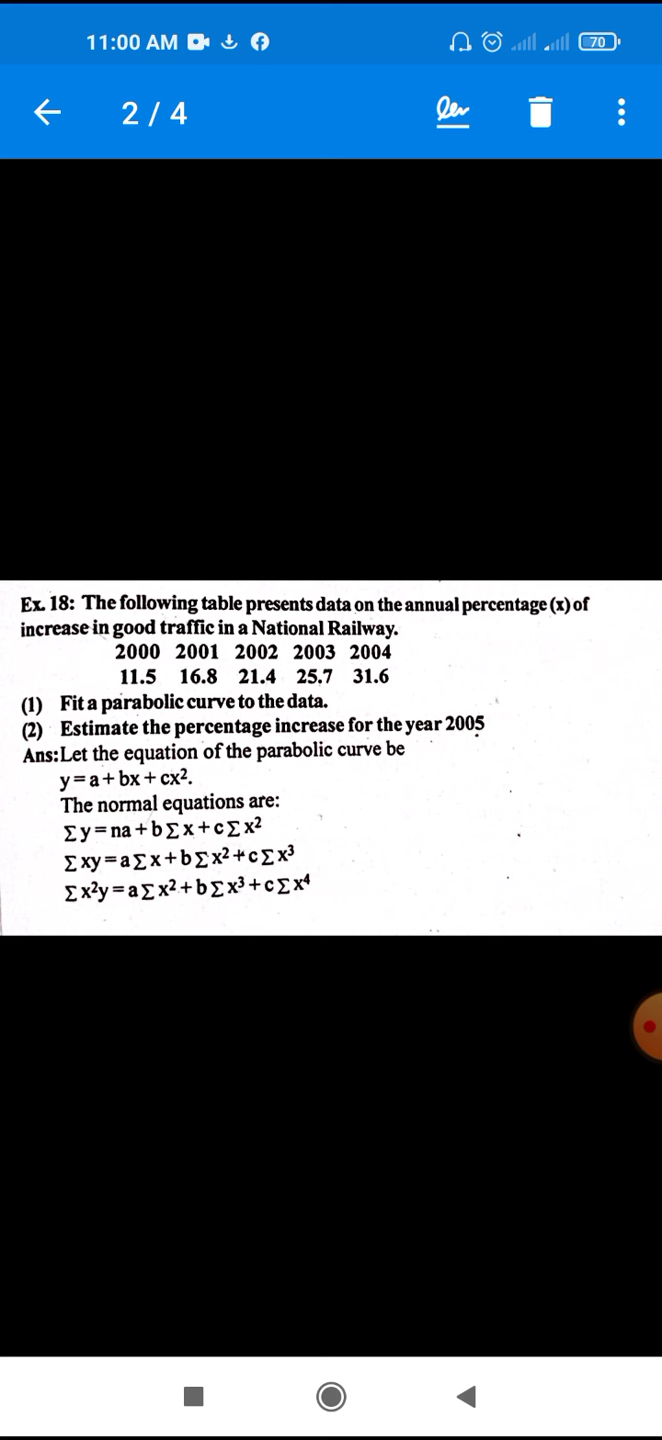 11:00 AM
70
2 / 4
Ex. 18: The following table presents data on the annual percentage (x) of
increase in good traffic in a National Railway.
2000 2001 2002 2003 2004
11.5 16.8 21.4 25.7 31.6
(1) Fit a parabolic curve to the data.
(2) Estimate the percentage increase for the year 2005
Ans: Let the equation of the parabolic curve be
y = a + bx + cx².
The normal equations are:
Σy = na + bΣx + cΣx²
Σxy = aΣx + bΣx² + cΣx³
Σx²y = aΣx² + bΣx³ + cΣx⁴